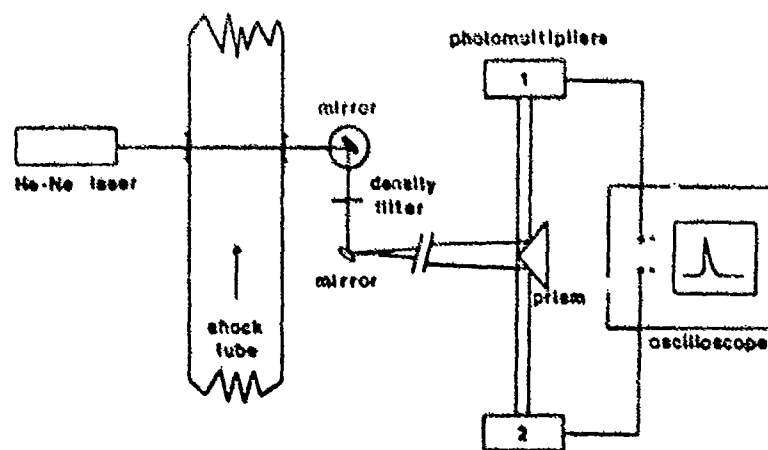 photomultipliers
1
mirror
He-Ne laser
density
filter
mirror
prism
shock
tube
oscilloscope
2